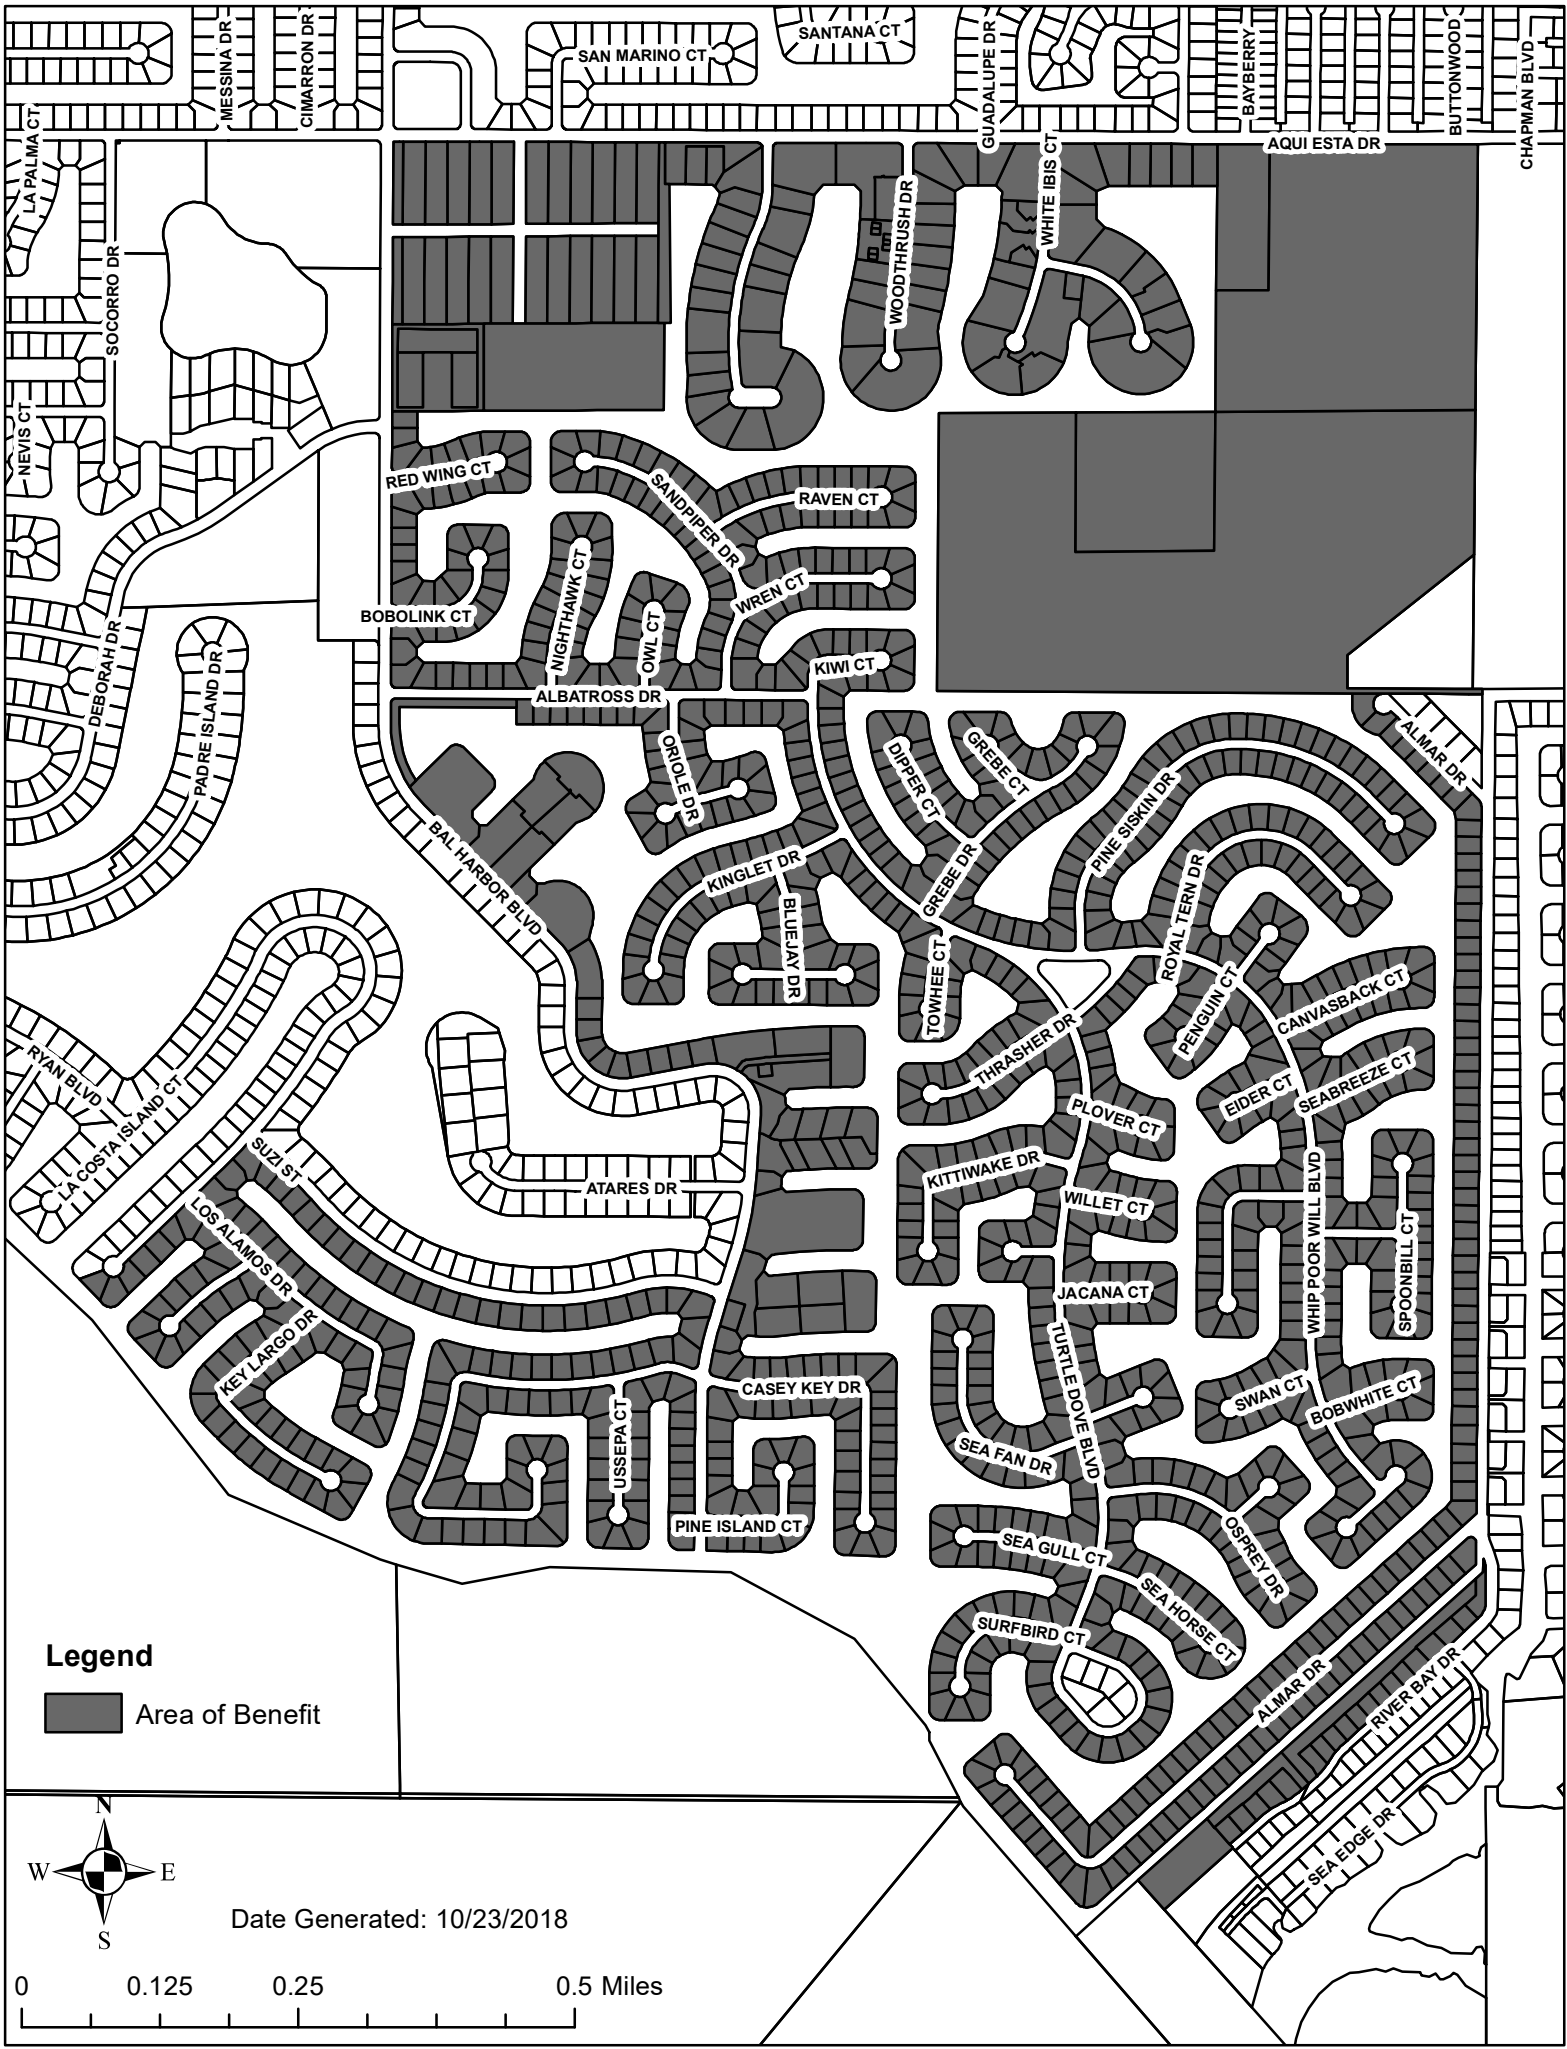 SAN MARINO CT
SANTANA CT
MESSINA DR
CIMARRON DR
GUADALUPE DR
BAYBERRY
BUTTONWOOD
CHAPMAN BLVD
LA PALMA CT
AQUI ESTA DR
WHITE IBIS CT
WOODTHRUSH DR
SOCORRO DR
NEVIS CT
RED WING CT
SANDPIPER DR
RAVEN CT
NIGHTHAWK CT
WREN CT
BOBOLINK CT
OWL CT
KIWI CT
DEBORAH DR
PADRE ISLAND DR
ALBATROSS DR
ORIOLE DR
DIPPER CT
GREBE CT
ALMAR DR
PINE SISKIN DR
BAL HARBOR BLVD
KINGLET DR
GREBE DR
BLUEJAY DR
ROYAL TERN DR
TOWHEE CT
PENGUIN CT
CANVASBACK CT
THRASHER DR
RYAN BLVD
LA COSTA ISLAND CT
PLOVER CT
EIDER CT
SEABREEZE CT
SUZI ST
KITTIWAKE DR
ATARES DR
WILLET CT
WHIP POOR WILL BLVD
SPOONBILL CT
LOS ALAMOS DR
JACANA CT
KEY LARGO DR
TURTLE DOVE BLVD
CASEY KEY DR
USSEPA CT
SWAN CT
BOBWHITE CT
SEA FAN DR
PINE ISLAND CT
SEA GULL CT
OSPREY DR
SEA HORSE CT
SURFBIRD CT
ALMAR DR
RIVER BAY DR
SEA EDGE DR
Legend
Area of Benefit
N
W E
S
Date Generated: 10/23/2018
0 0.125 0.25 0.5 Miles